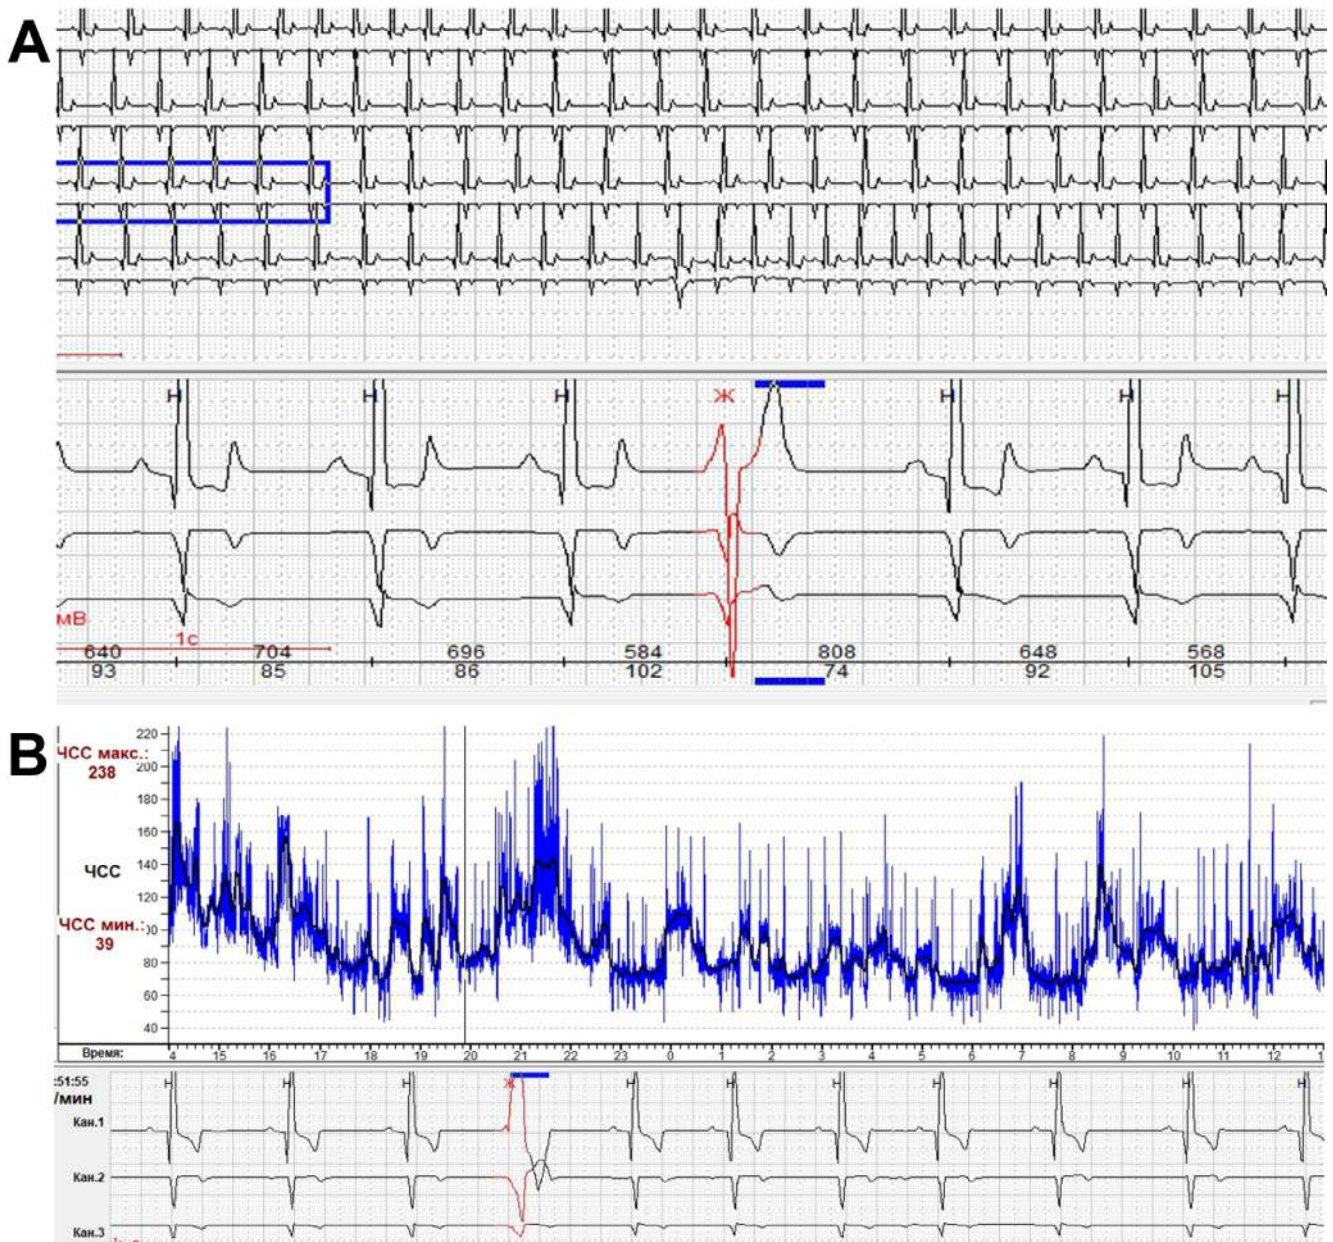 A
Н Н Н Ж Н Н Н
мВ
1с
640 704 696 584 808 648 568
93 85 86 102 74 92 105
B
220
ЧСС макс.:
238
200
180
160
140
ЧСС
120
ЧСС мин.:
39
80
60
40
Время: 4 15 16 17 18 19 20 21 22 23 0 1 2 3 4 5 6 7 8 9 10 11 12 1
:51:55
/мин
Н Н Н Ж Н Н Н Н Н Н Н
Кан.1
Кан.2
Кан.3